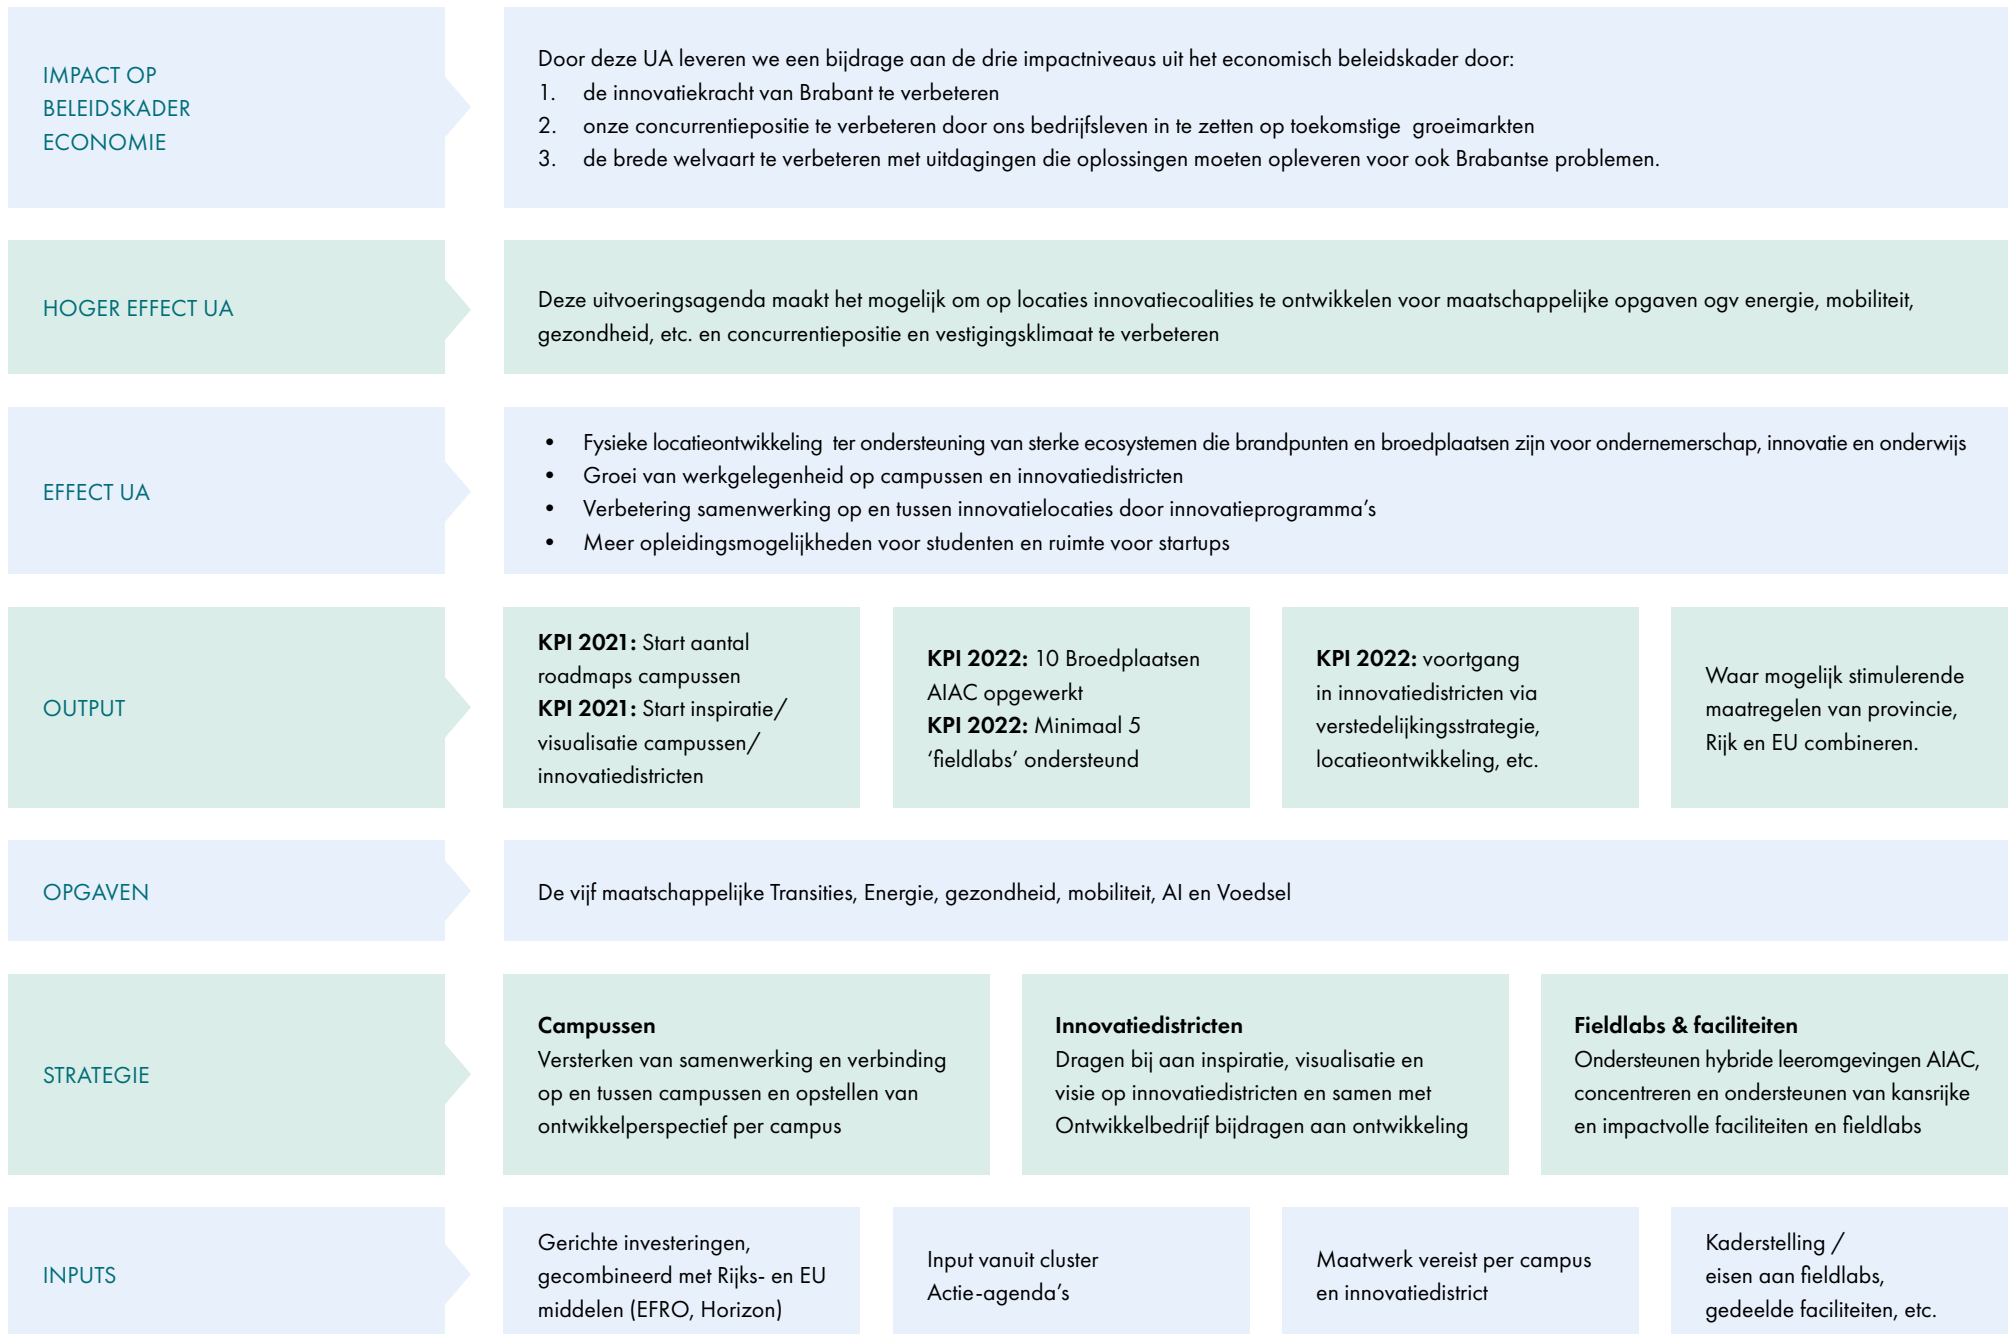 IMPACT OP
BELEIDSKADER
ECONOMIE
Door deze UA leveren we een bijdrage aan de drie impactniveaus uit het economisch beleidskader door:
1. de innovatiekracht van Brabant te verbeteren
2. onze concurrentiepositie te verbeteren door ons bedrijfsleven in te zetten op toekomstige groeimarkten
3. de brede welvaart te verbeteren met uitdagingen die oplossingen moeten opleveren voor ook Brabantse problemen.
HOGER EFFECT UA
Deze uitvoeringsagenda maakt het mogelijk om op locaties innovatiecoalities te ontwikkelen voor maatschappelijke opgaven ogv energie, mobiliteit,
gezondheid, etc. en concurrentiepositie en vestigingsklimaat te verbeteren
EFFECT UA
• Fysieke locatieontwikkeling ter ondersteuning van sterke ecosystemen die brandpunten en broedplaatsen zijn voor ondernemerschap, innovatie en onderwijs
• Groei van werkgelegenheid op campussen en innovatiedistricten
• Verbetering samenwerking op en tussen innovatielocaties door innovatieprogramma's
• Meer opleidingsmogelijkheden voor studenten en ruimte voor startups
OUTPUT
KPI 2021: Start aantal
roadmaps campussen
KPI 2021: Start inspiratie/
visualisatie campussen/
innovatiedistricten
KPI 2022: 10 Broedplaatsen
AIAC opgewerkt
KPI 2022: Minimaal 5
‘fieldlabs’ ondersteund
KPI 2022: voortgang
in innovatiedistricten via
verstedelijkingsstrategie,
locatieontwikkeling, etc.
Waar mogelijk stimulerende
maatregelen van provincie,
Rijk en EU combineren.
OPGAVEN
De vijf maatschappelijke Transities, Energie, gezondheid, mobiliteit, AI en Voedsel
STRATEGIE
Campussen
Versterken van samenwerking en verbinding
op en tussen campussen en opstellen van
ontwikkelperspectief per campus
Innovatiedistricten
Dragen bij aan inspiratie, visualisatie en
visie op innovatiedistricten en samen met
Ontwikkelbedrijf bijdragen aan ontwikkeling
Fieldlabs & faciliteiten
Ondersteunen hybride leeromgevingen AIAC,
concentreren en ondersteunen van kansrijke
en impactvolle faciliteiten en fieldlabs
INPUTS
Gerichte investeringen,
gecombineerd met Rijks- en EU
middelen (EFRO, Horizon)
Input vanuit cluster
Actie-agenda's
Maatwerk vereist per campus
en innovatiedistrict
Kaderstelling /
eisen aan fieldlabs,
gedeelde faciliteiten, etc.